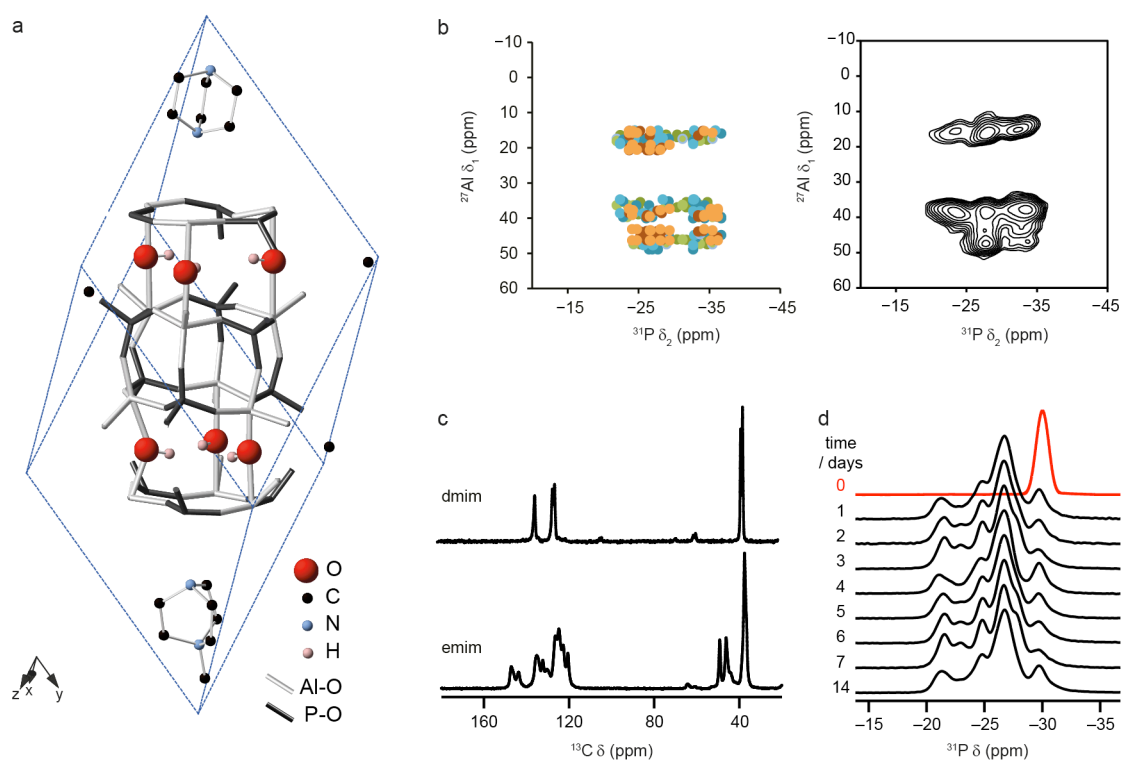 a
z
x
y
O
C
N
H
Al-O
P-O
b
−10
0
10
20
30
40
50
60
²⁷Al δ₁ (ppm)
−15 −25 −35 −45
³¹P δ₂ (ppm)
−10
0
10
20
30
40
50
60
²⁷Al δ₁ (ppm)
−15 −25 −35 −45
³¹P δ₂ (ppm)
c
dmim
emim
160 120 80 40
¹³C δ (ppm)
d
time
/ days
0
1
2
3
4
5
6
7
14
−15 −20 −25 −30 −35
³¹P δ (ppm)